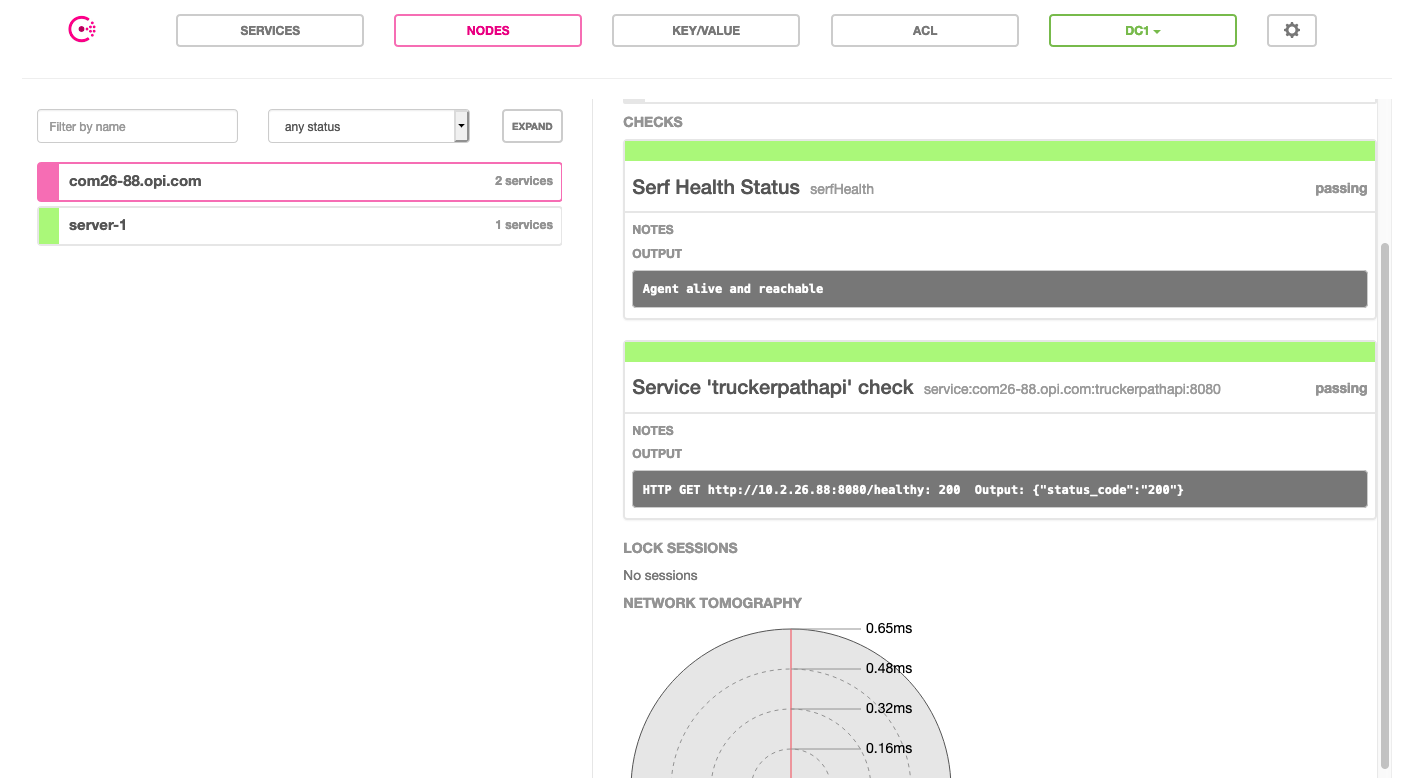 SERVICES NODES KEY/VALUE ACL DC1
Filter by name any status EXPAND
com26-88.opi.com 2 services
server-1 1 services
CHECKS
Serf Health Status serfHealth passing
NOTES
OUTPUT
Agent alive and reachable
Service 'truckerpathapi' check service:com26-88.opi.com:truckerpathapi:8080 passing
NOTES
OUTPUT
HTTP GET http://10.2.26.88:8080/healthy: 200  Output: {"status_code":"200"}
LOCK SESSIONS
No sessions
NETWORK TOMOGRAPHY
0.65ms
0.48ms
0.32ms
0.16ms